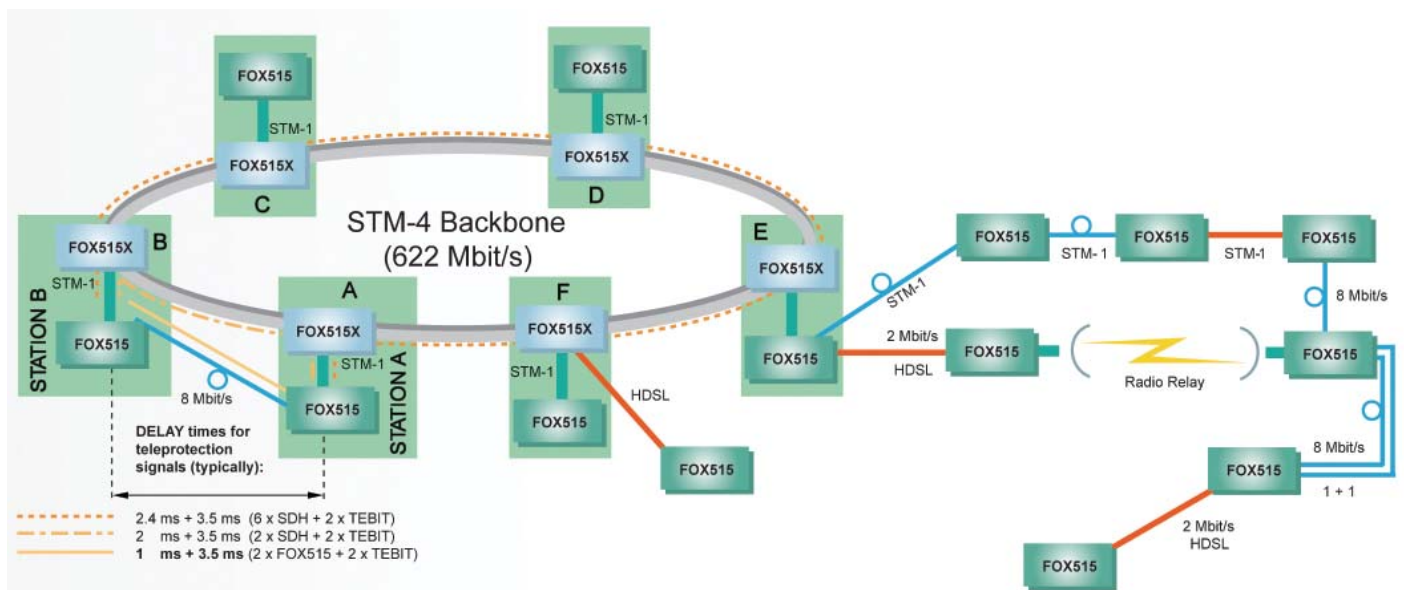 FOX515
STM-1
FOX515X
C
FOX515
STM-1
FOX515X
D
STM-4 Backbone
(622 Mbit/s)
FOX515X
B
STM-1
FOX515
STATION B
A
FOX515X
STM-1
FOX515
STATION A
8 Mbit/s
F
FOX515X
STM-1
FOX515
HDSL
FOX515
E
FOX515X
FOX515
STM-1
FOX515
STM- 1
FOX515
STM-1
FOX515
8 Mbit/s
2 Mbit/s
HDSL
FOX515
Radio Relay
FOX515
8 Mbit/s
1 + 1
FOX515
2 Mbit/s
HDSL
FOX515
DELAY times for
teleprotection
signals (typically):
2.4 ms + 3.5 ms (6 x SDH + 2 x TEBIT)
2 ms + 3.5 ms (2 x SDH + 2 x TEBIT)
1 ms + 3.5 ms (2 x FOX515 + 2 x TEBIT)